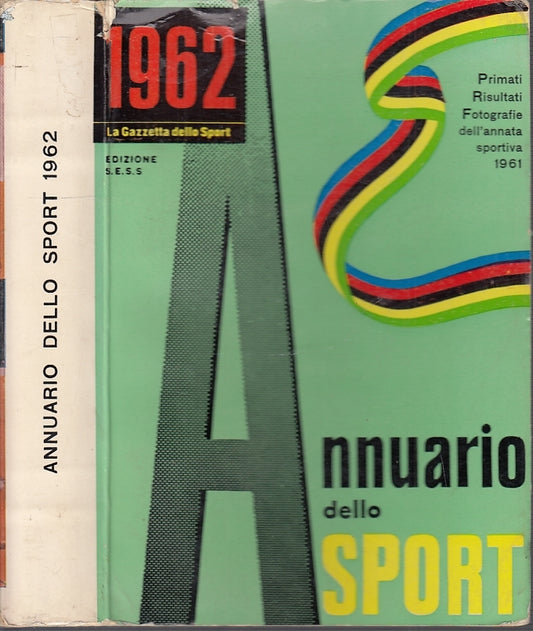 ANNUARIO DELLO SPORT 1962
1962
La Gazzetta dello Sport
EDIZIONE
S.E.S.S
Primati
Risultati
Fotografie
dell'annata
sportiva
1961
Annuario
dello
SPORT